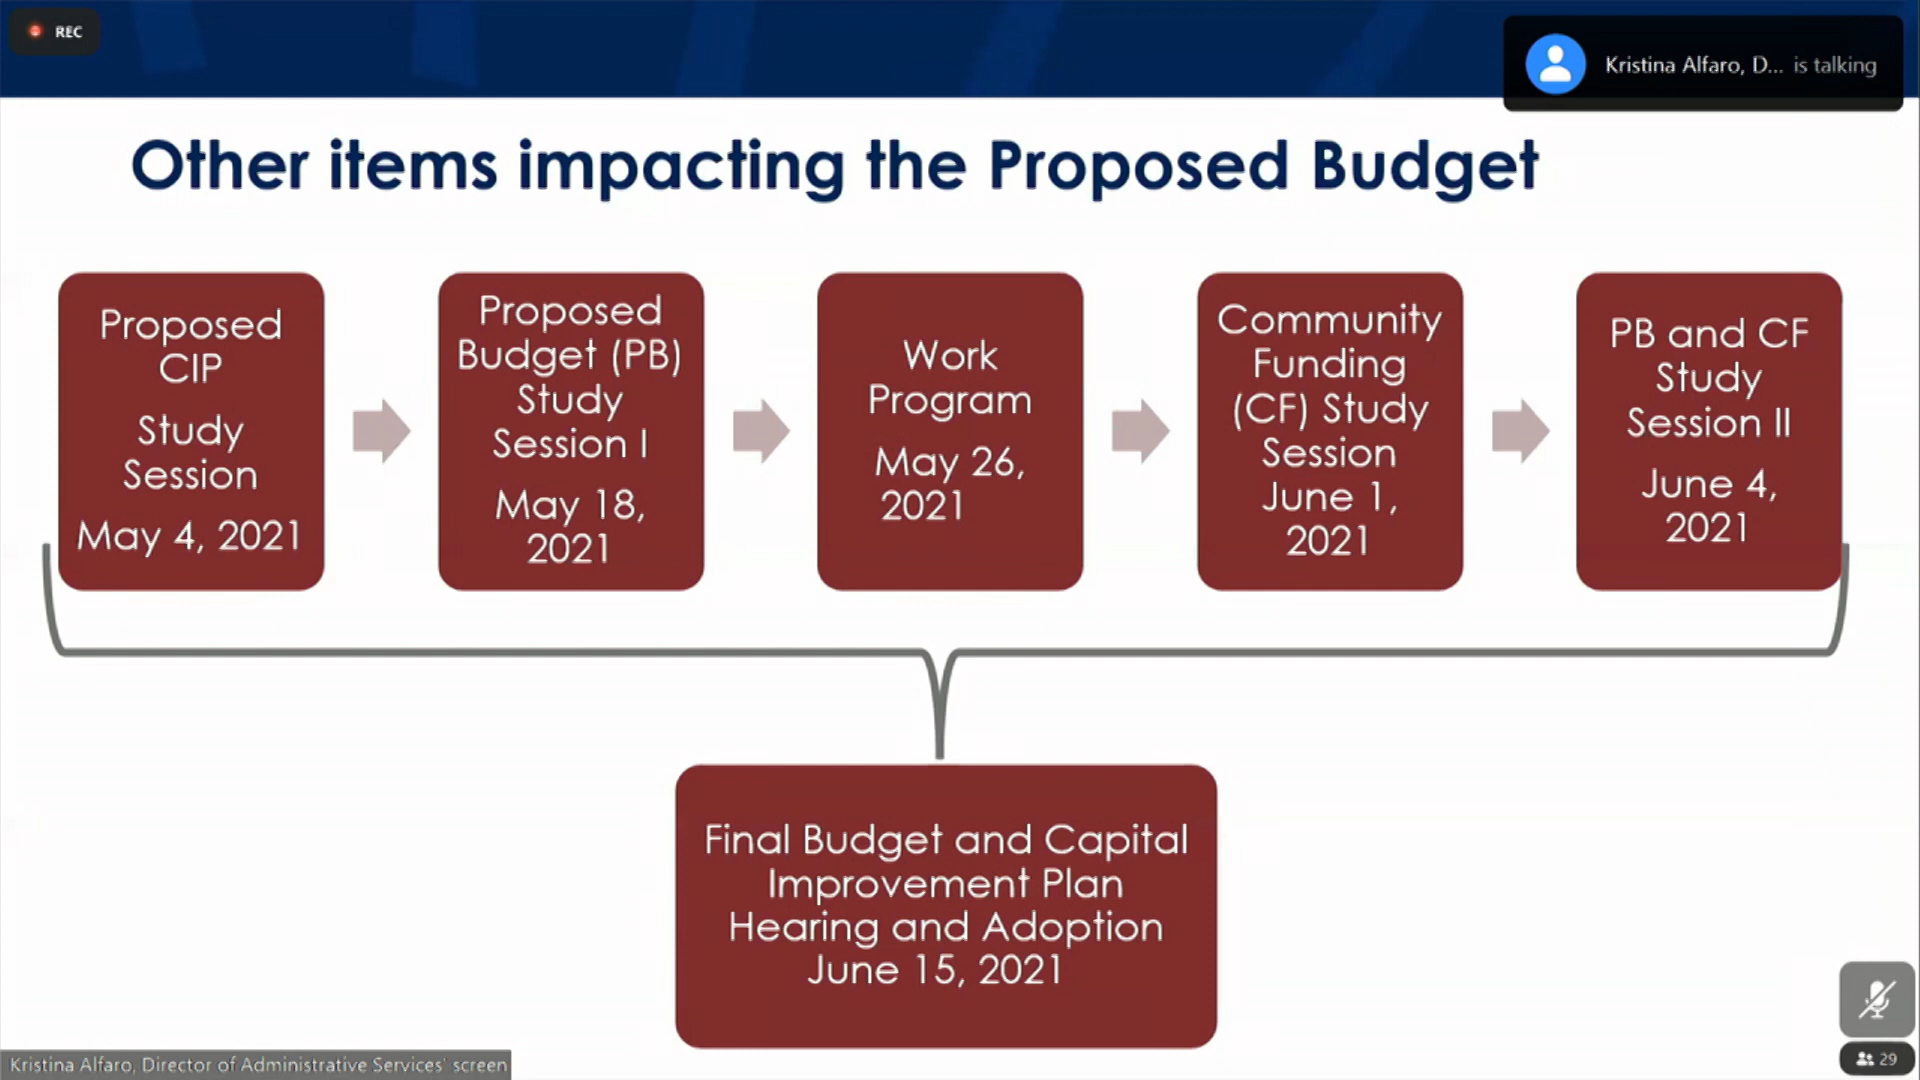 REC
Kristina Alfaro, D... is talking
Other items impacting the Proposed Budget
Proposed
CIP
Study
Session
May 4, 2021
Proposed
Budget (PB)
Study
Session I
May 18,
2021
Work
Program
May 26,
2021
Community
Funding
(CF) Study
Session
June 1,
2021
PB and CF
Study
Session II
June 4,
2021
Final Budget and Capital
Improvement Plan
Hearing and Adoption
June 15, 2021
Kristina Alfaro, Director of Administrative Services' screen
29